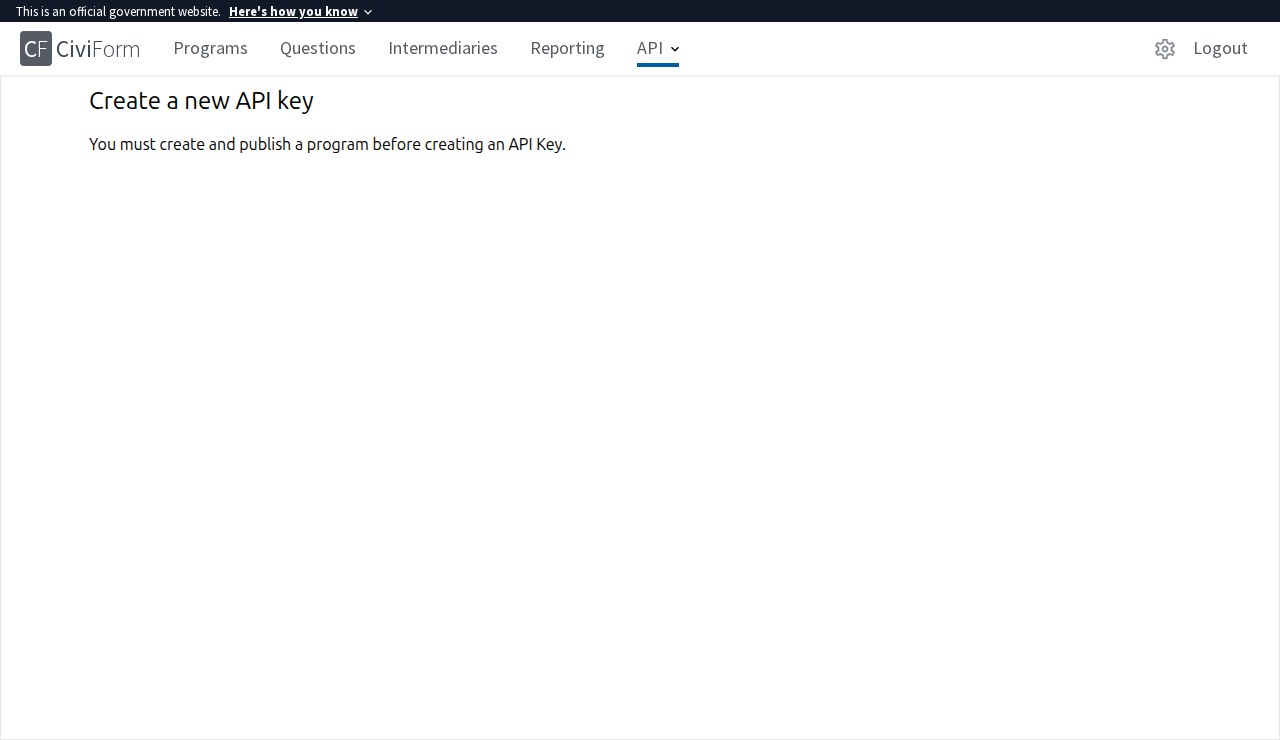 This is an official government website. Here's how you know
CF CiviForm Programs Questions Intermediaries Reporting API Logout
Create a new API key
You must create and publish a program before creating an API Key.